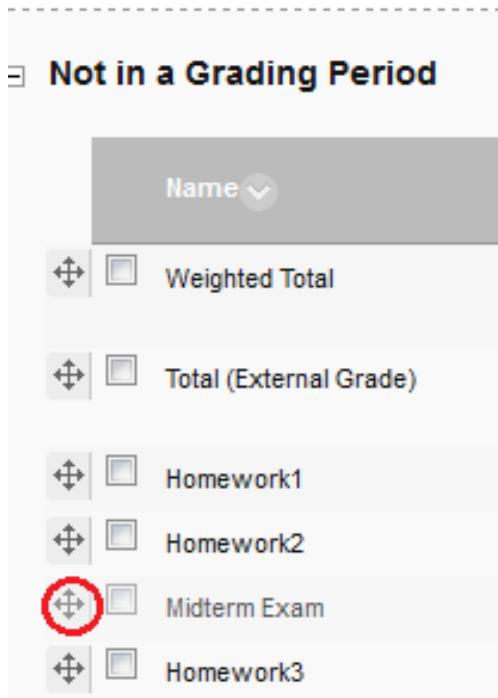 Not in a Grading Period
Name
Weighted Total
Total (External Grade)
Homework1
Homework2
Midterm Exam
Homework3